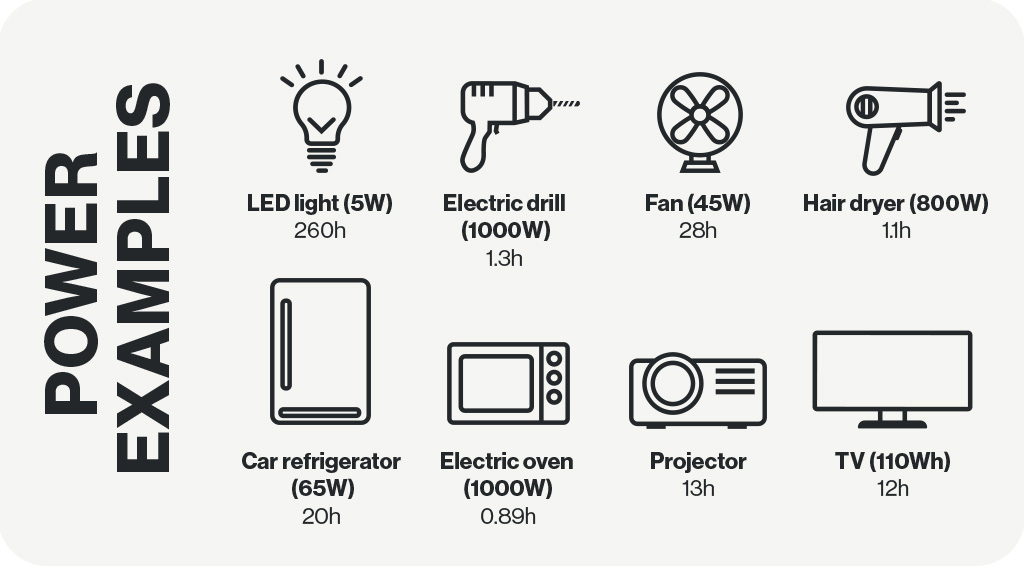 POWER
EXAMPLES
LED light (5W)
260h
Electric drill
(1000W)
1.3h
Fan (45W)
28h
Hair dryer (800W)
1.1h
Car refrigerator
(65W)
20h
Electric oven
(1000W)
0.89h
Projector
13h
TV (110Wh)
12h